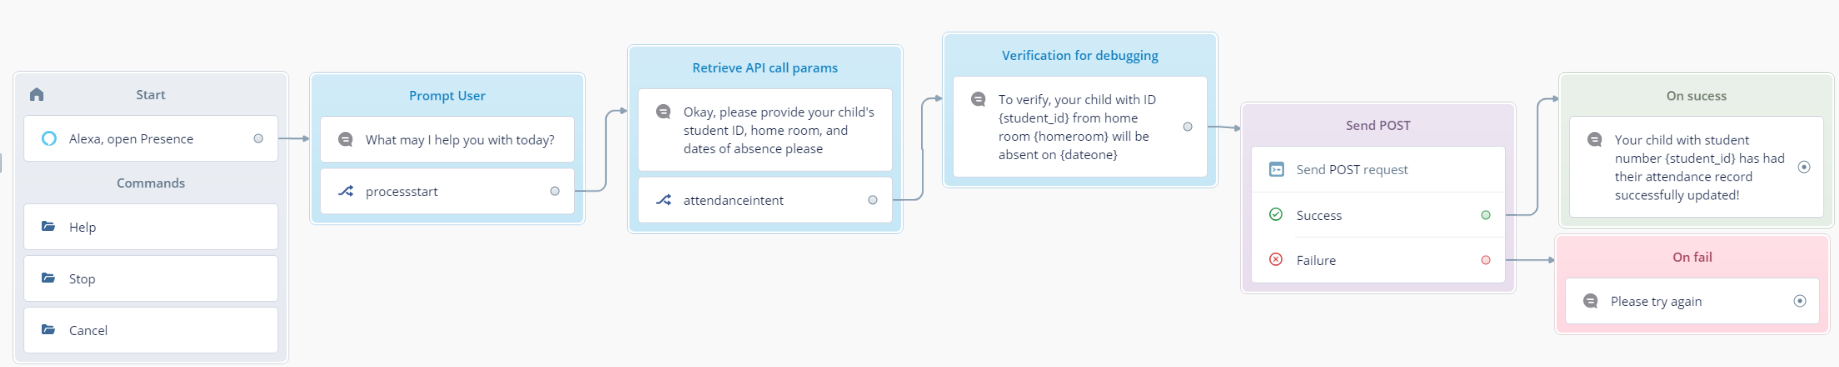 Start
Alexa, open Presence
Commands
Help
Stop
Cancel
Prompt User
What may I help you with today?
processstart
Retrieve API call params
Okay, please provide your child's
student ID, home room, and
dates of absence please
attendanceintent
Verification for debugging
To verify, your child with ID
{student_id} from home
room {homeroom} will be
absent on {dateone}
Send POST
Send POST request
Success
Failure
On sucess
Your child with student
number {student_id} has had
their attendance record
successfully updated!
On fail
Please try again